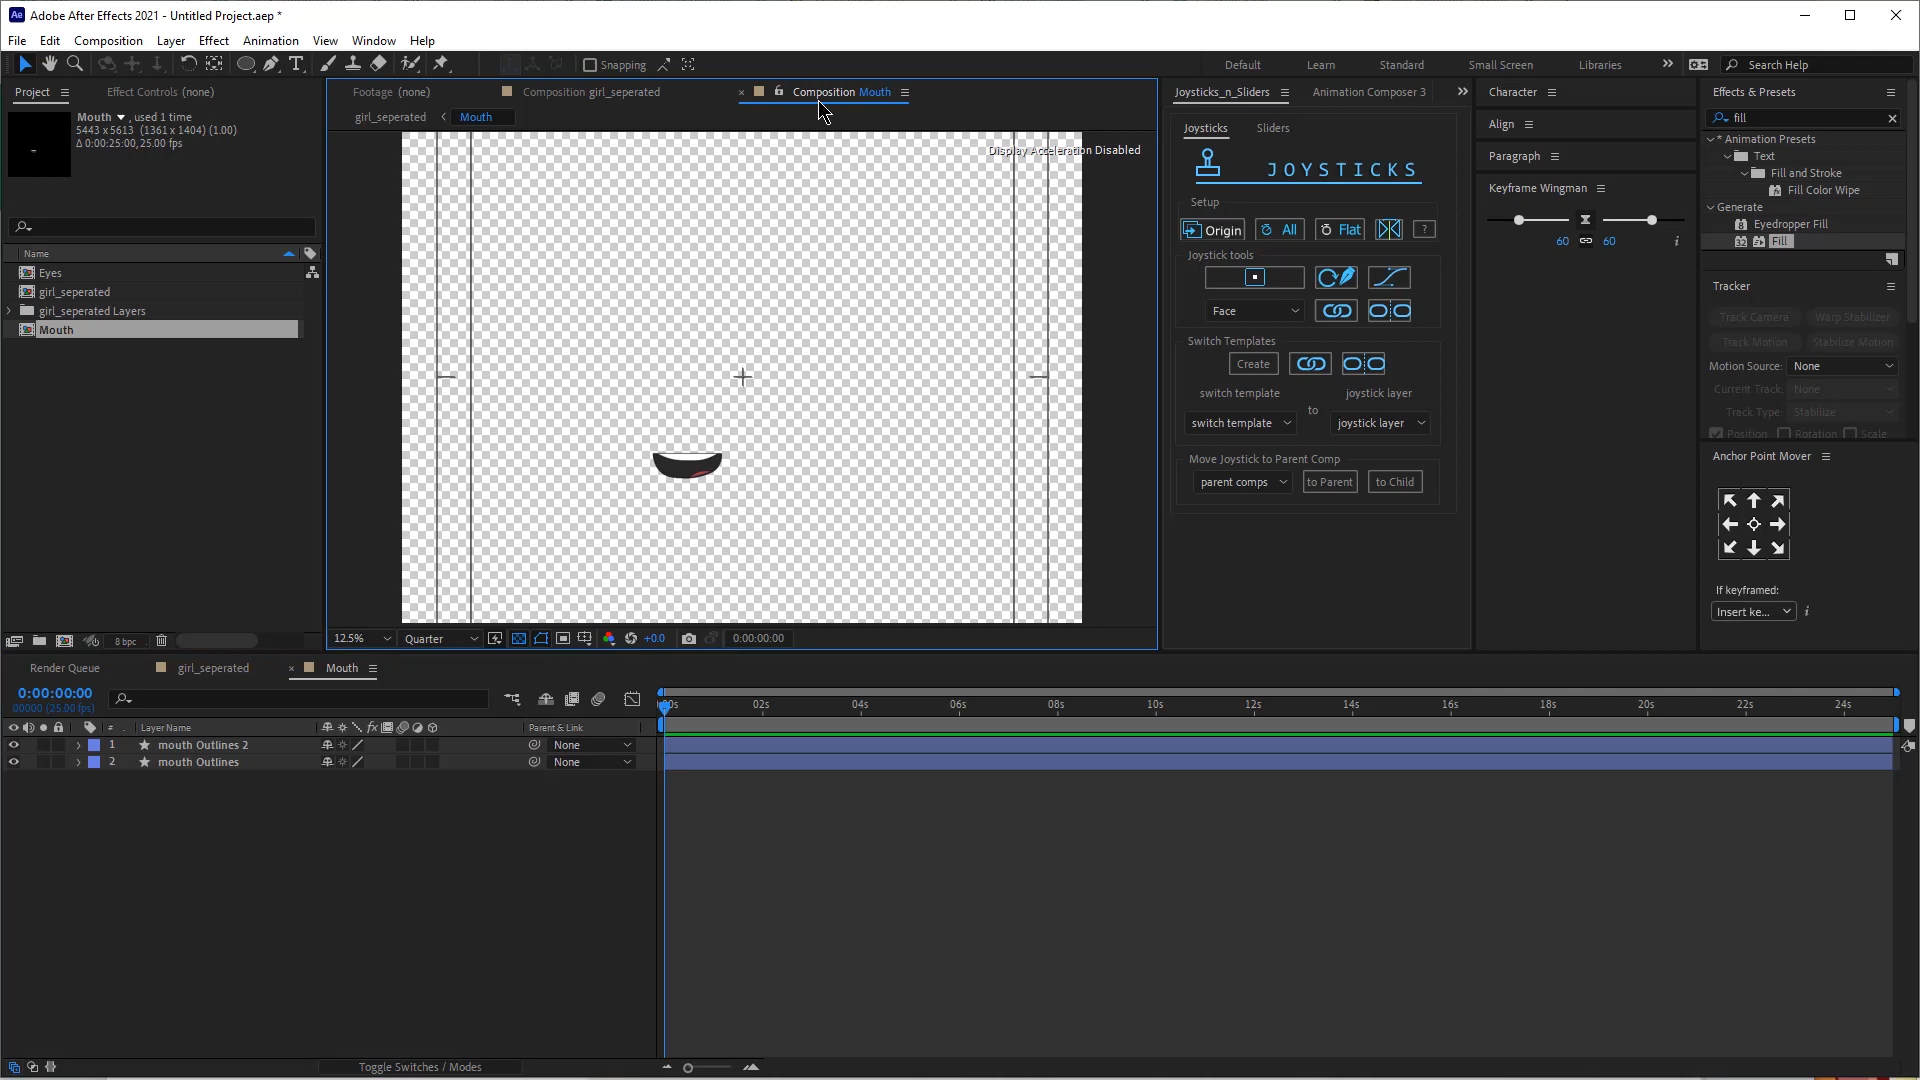 Adobe After Effects 2021 - Untitled Project.aep *
File Edit Composition Layer Effect Animation View Window Help
Snapping
Default Learn Standard Small Screen Libraries
Search Help
Project Effect Controls (none)
Mouth , used 1 time
5443 x 5613 (1361 x 1404) (1.00)
Δ 0:00:25:00, 25.00 fps
Name
Eyes
girl_seperated
girl_seperated Layers
Mouth
8 bpc
Footage (none) Composition girl_seperated Composition Mouth
girl_seperated Mouth
Display Acceleration Disabled
12.5% Quarter +0.0 0:00:00:00
Joysticks_n_Sliders Animation Composer 3
Joysticks Sliders
JOYSTICKS
Setup
Origin All Flat ?
Joystick tools
Face
Switch Templates
Create
switch template joystick layer
to
switch template joystick layer
Move Joystick to Parent Comp
parent comps to Parent to Child
Character
Align
Paragraph
Keyframe Wingman
60 60 i
Effects & Presets
fill
* Animation Presets
Text
Fill and Stroke
Fill Color Wipe
Generate
Eyedropper Fill
32 Fill
Tracker
Track Camera Warp Stabilizer
Track Motion Stabilize Motion
Motion Source: None
Current Track: None
Track Type: Stabilize
Position Rotation Scale
Anchor Point Mover
If keyframed:
Insert ke... i
Render Queue girl_seperated Mouth
0:00:00:00
00000 (25.00 fps)
# Layer Name fx Parent & Link
1 mouth Outlines 2 None
2 mouth Outlines None
02s 04s 06s 08s 10s 12s 14s 16s 18s 20s 22s 24s
Toggle Switches / Modes